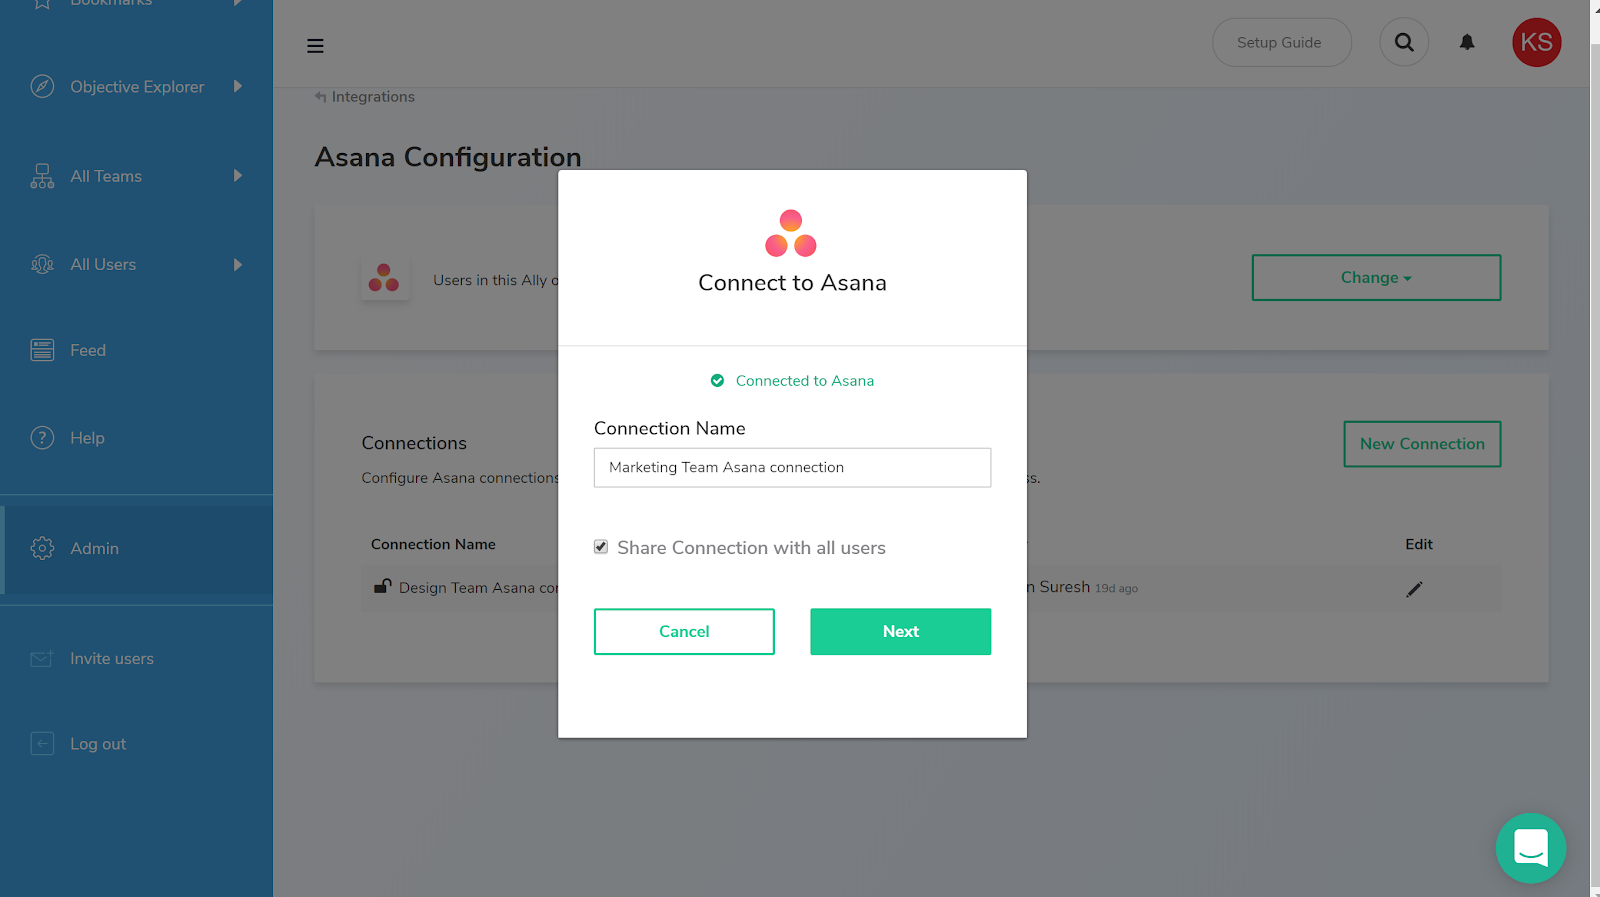 Bookmarks
Objective Explorer
All Teams
All Users
Feed
Help
Admin
Invite users
Log out
Setup Guide
KS
Integrations
Asana Configuration
Users in this Ally
Change
Connect to Asana
Connected to Asana
Connection Name
Marketing Team Asana connection
Share Connection with all users
Cancel
Next
Connections
New Connection
Configure Asana connections
Connection Name
Edit
Design Team Asana
Suresh 19d ago